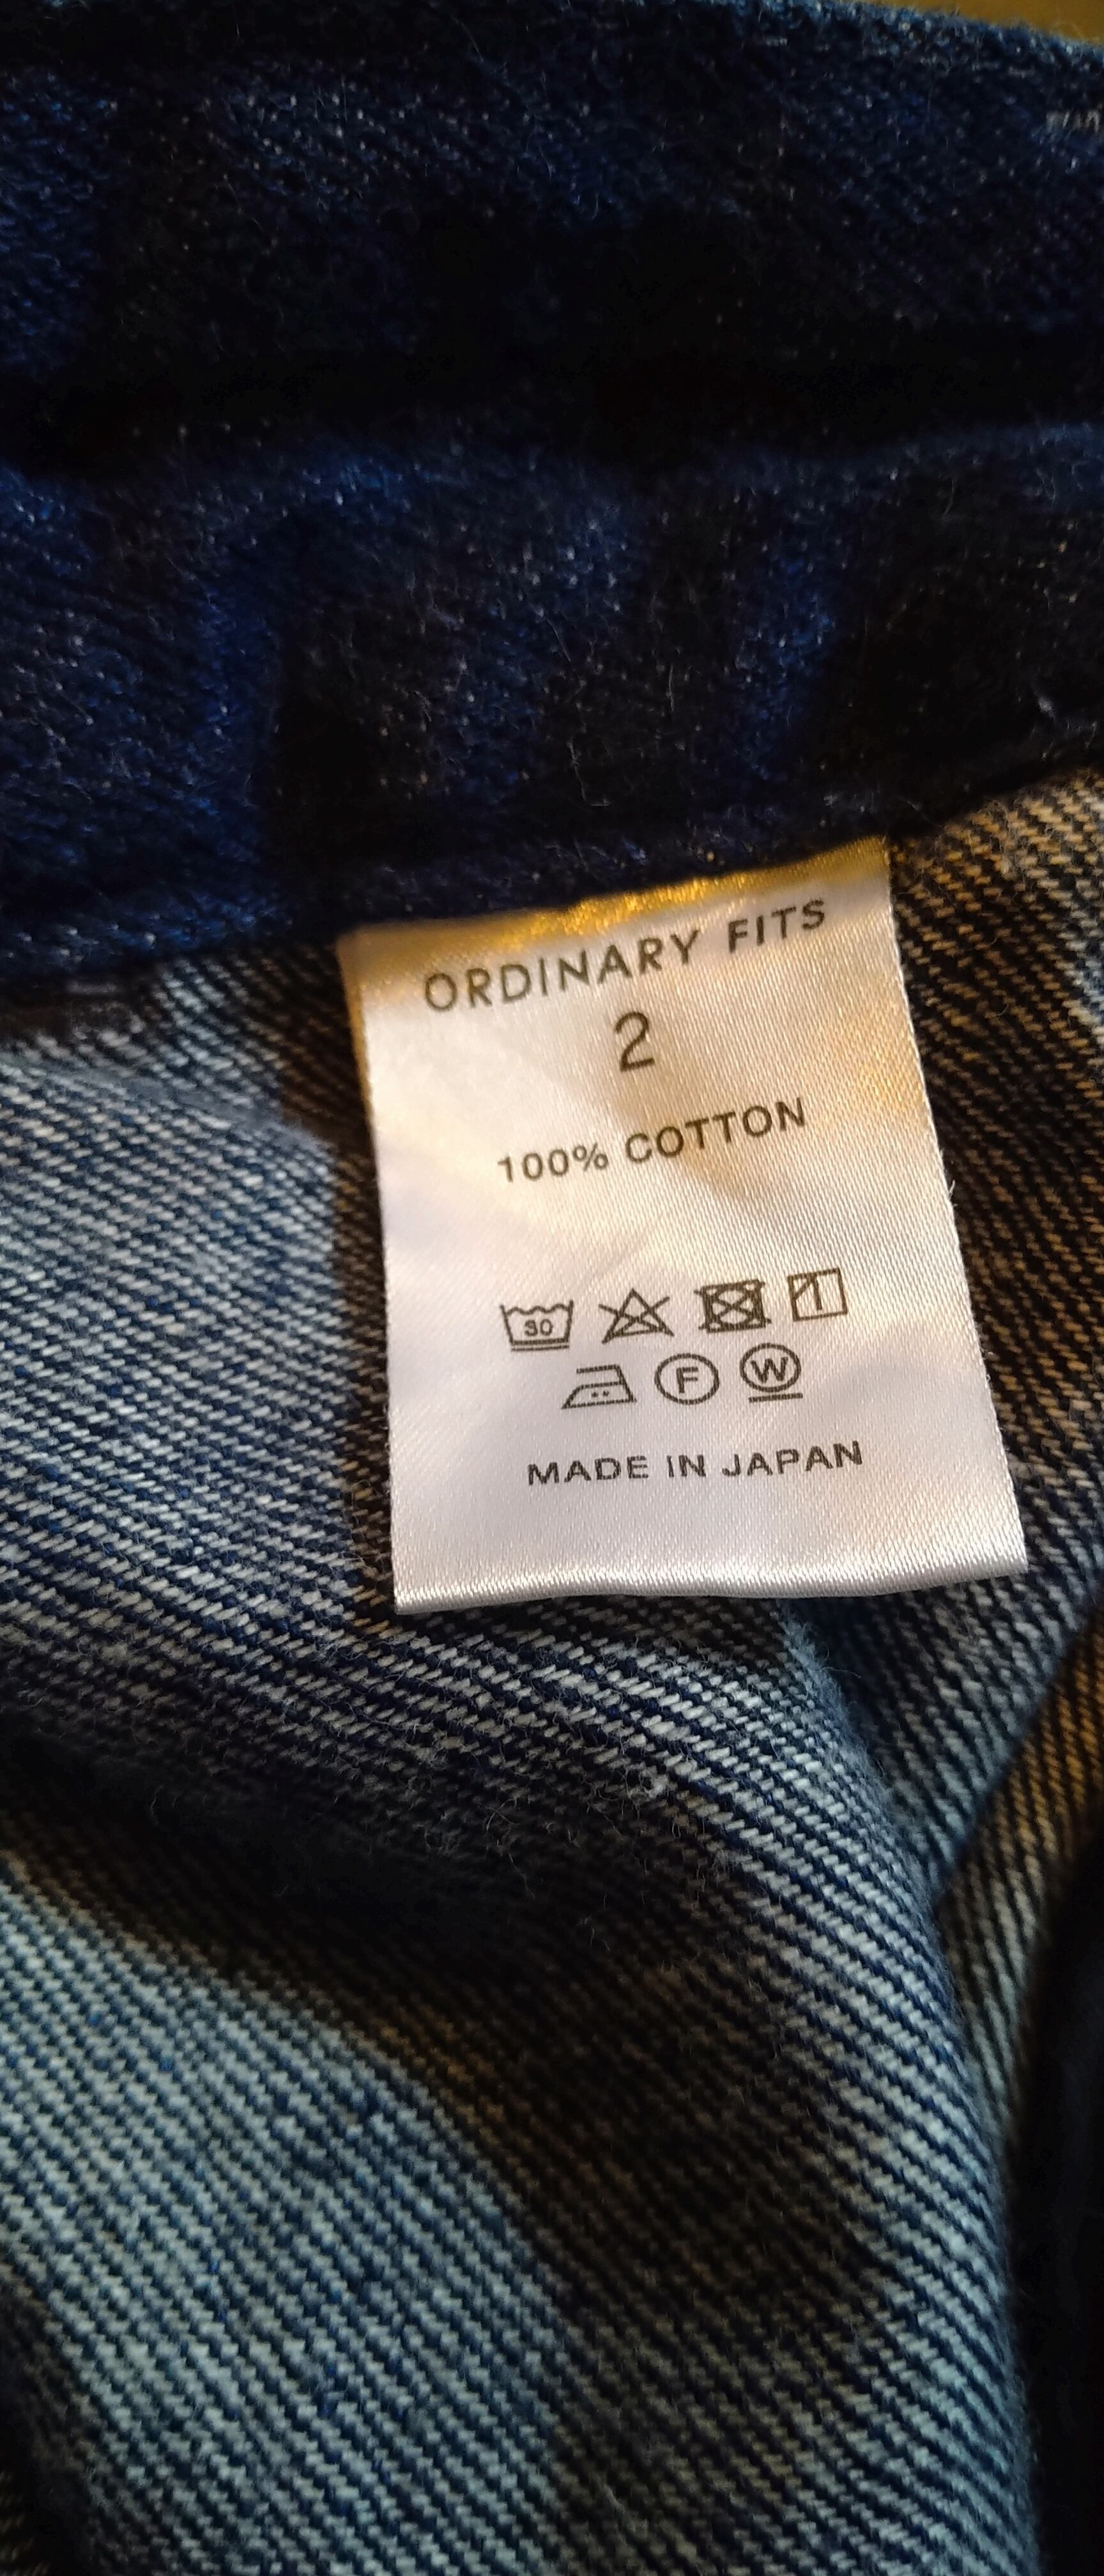 ORDINARY FITS
2
100% COTTON
30
F W
MADE IN JAPAN